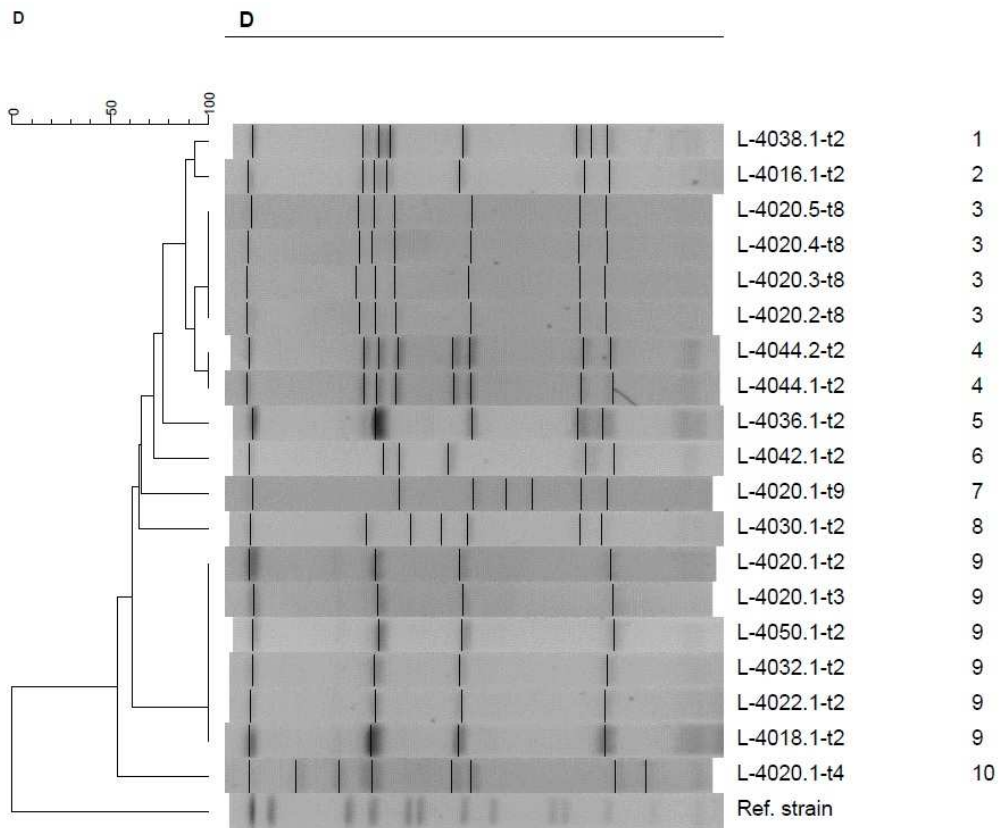 D
D
0
50
100
L-4038.1-t2 1
L-4016.1-t2 2
L-4020.5-t8 3
L-4020.4-t8 3
L-4020.3-t8 3
L-4020.2-t8 3
L-4044.2-t2 4
L-4044.1-t2 4
L-4036.1-t2 5
L-4042.1-t2 6
L-4020.1-t9 7
L-4030.1-t2 8
L-4020.1-t2 9
L-4020.1-t3 9
L-4050.1-t2 9
L-4032.1-t2 9
L-4022.1-t2 9
L-4018.1-t2 9
L-4020.1-t4 10
Ref. strain